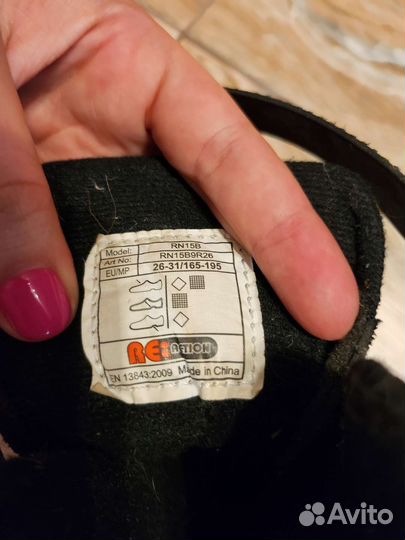 Model: RN15B
Art No: RN15B9R26
EU/MP 26-31/165-195
RE:ACTION
EN 13843:2009 Made in China
Avito